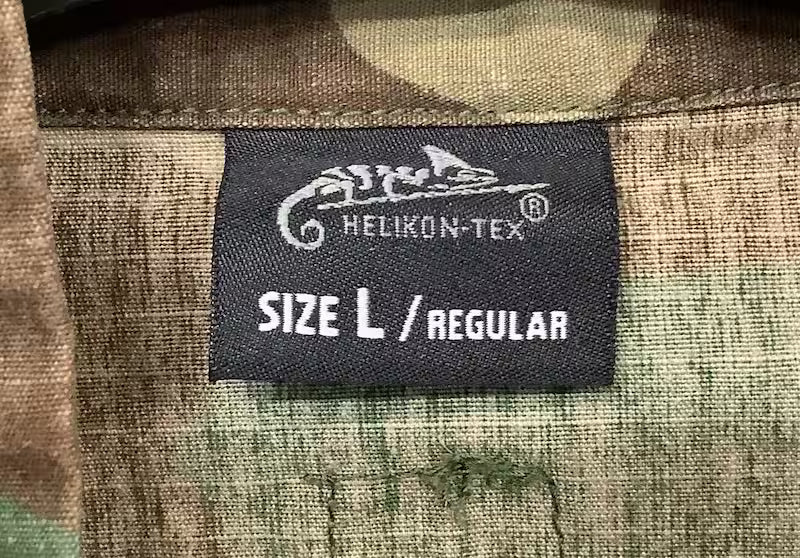 HELIKON-TEX®
SIZE L / REGULAR